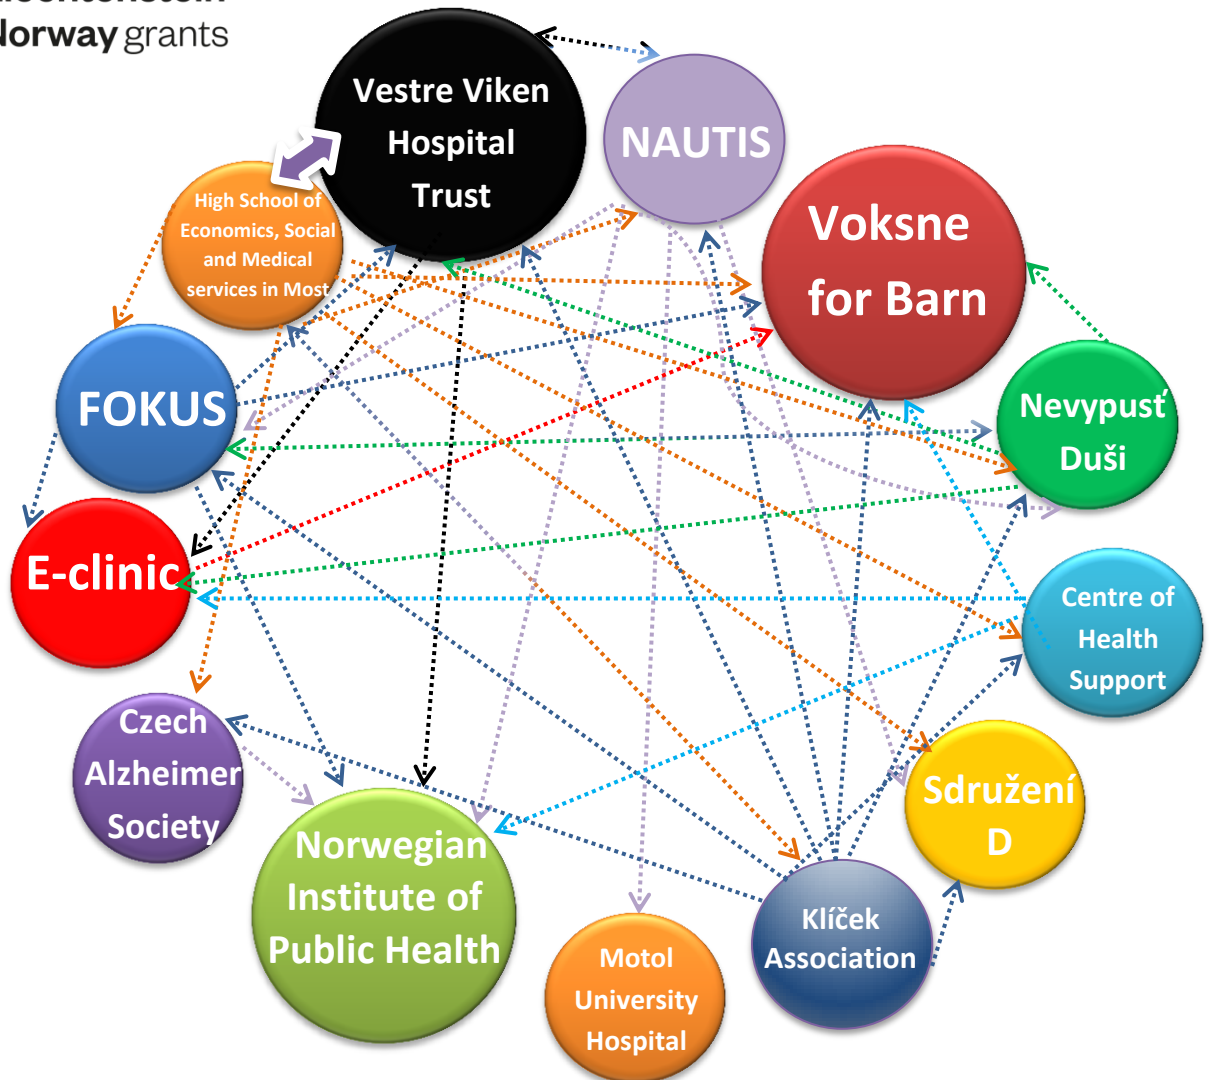 Norway grants
Vestre Viken
Hospital
Trust
NAUTIS
Voksne
for Barn
High School of
Economics, Social
and Medical
services in Most
FOKUS
Nevypusť
Duši
E-clinic
Centre of
Health
Support
Czech
Alzheimer
Society
Sdružení
D
Norwegian
Institute of
Public Health
Klíček
Association
Motol
University
Hospital